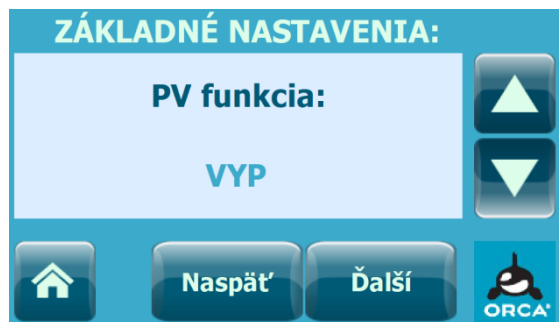 ZÁKLADNÉ NASTAVENIA:
PV funkcia:
VYP
Naspäť Ďalší
ORCA